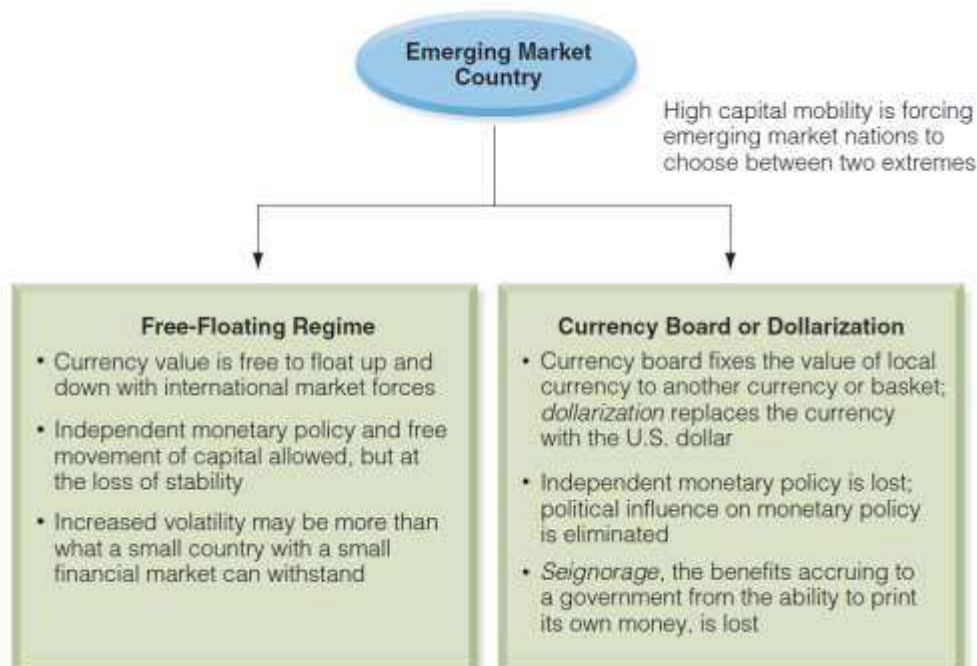 Emerging Market
Country
High capital mobility is forcing
emerging market nations to
choose between two extremes
Free-Floating Regime
• Currency value is free to float up and
down with international market forces
• Independent monetary policy and free
movement of capital allowed, but at
the loss of stability
• Increased volatility may be more than
what a small country with a small
financial market can withstand
Currency Board or Dollarization
• Currency board fixes the value of local
currency to another currency or basket;
dollarization replaces the currency
with the U.S. dollar
• Independent monetary policy is lost;
political influence on monetary policy
is eliminated
• Seignorage, the benefits accruing to
a government from the ability to print
its own money, is lost